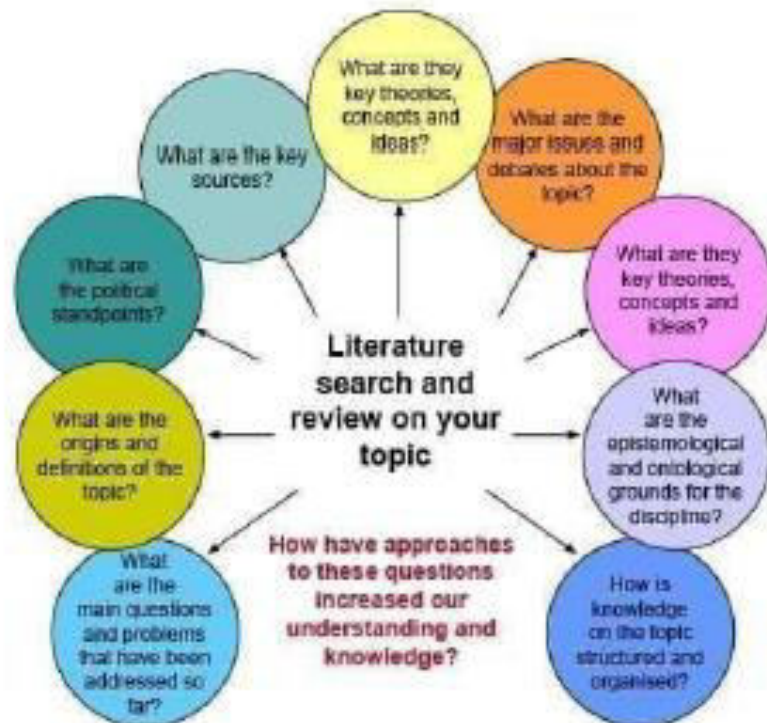 What are they
key theories,
concepts and
ideas?
What are the
major issues and
debates about the
topic?
What are the key
sources?
What are
the political
standpoints?
What are they
key theories,
concepts and
ideas?
Literature
search and
review on your
topic
What are the
origins and
definitions of the
topic?
What
are the
epistemological
and ontological
grounds for the
discipline?
What
are the
main questions
and problems
that have been
addressed so
far?
How have approaches
to these questions
increased our
understanding and
knowledge?
How is
knowledge
on the topic
structured and
organised?